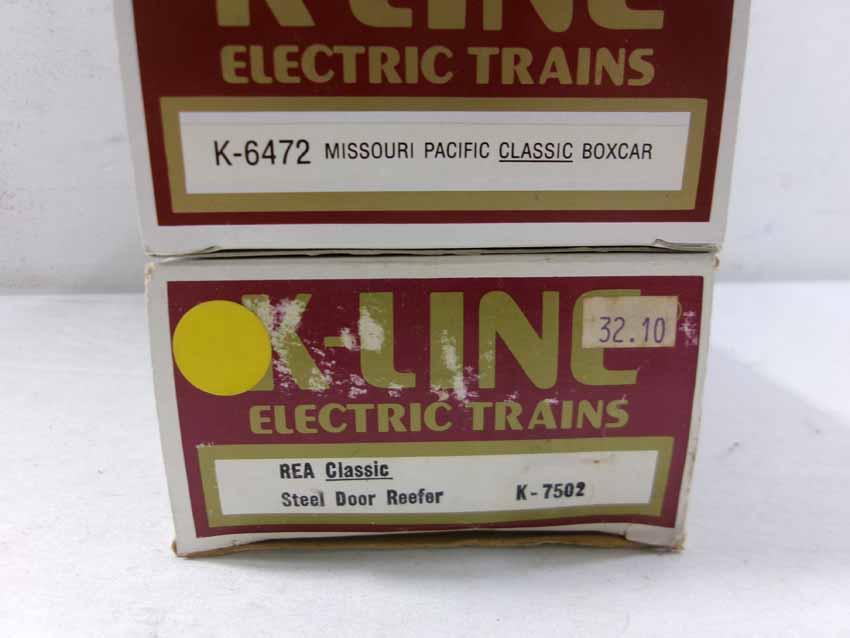 K-LINE
ELECTRIC TRAINS
K-6472 MISSOURI PACIFIC CLASSIC BOXCAR
K-LINE
32.10
ELECTRIC TRAINS
REA Classic
Steel Door Reefer K-7502